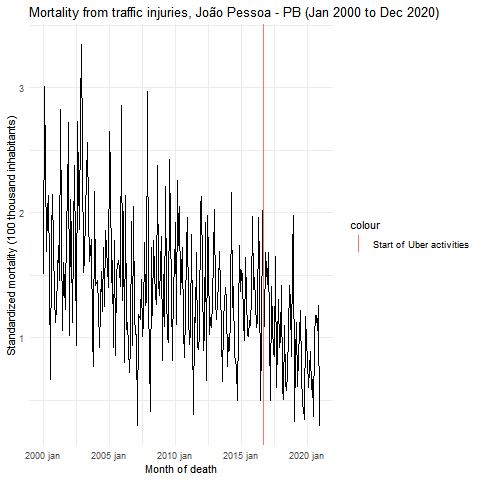 Mortality from traffic injuries, João Pessoa - PB (Jan 2000 to Dec 2020)
Standardized mortality (100 thousand inhabitants)
3
2
1
2000 jan
2005 jan
2010 jan
2015 jan
2020 jan
Month of death
colour
Start of Uber activities